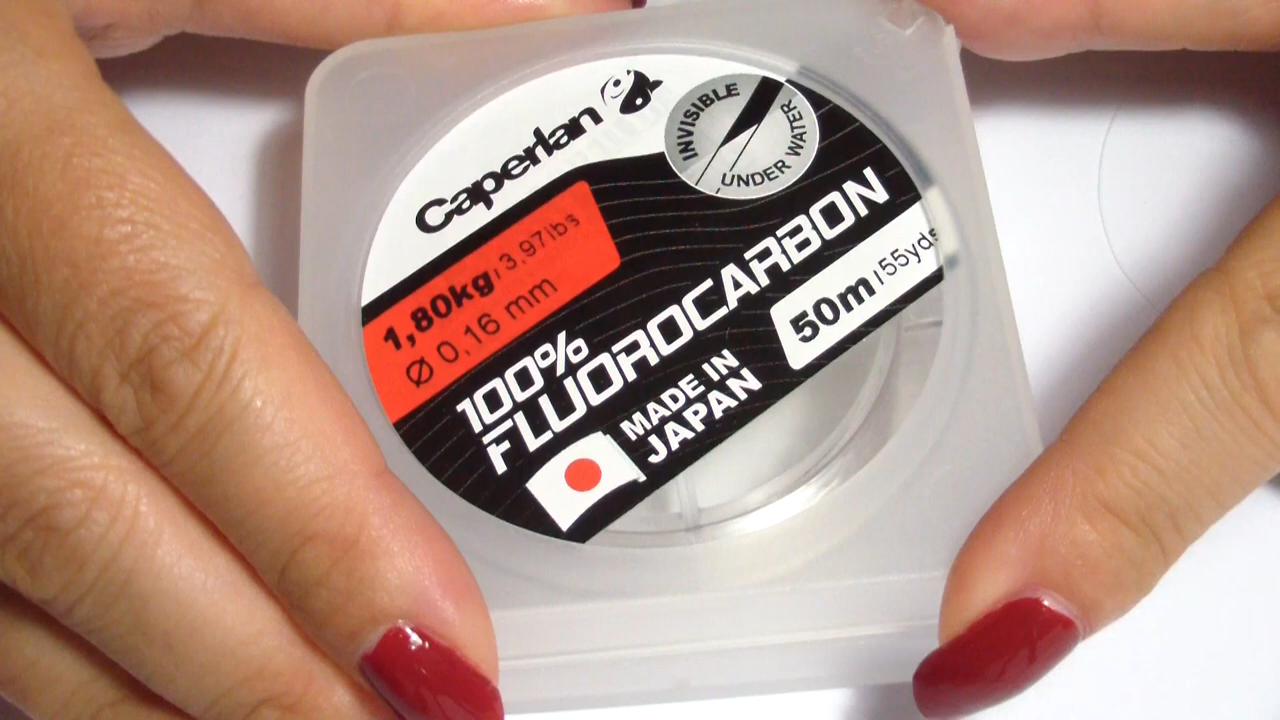 Caperlan
INVISIBLE
UNDER WATER
1,80kg/3,97lbs
Ø 0,16 mm
100%
FLUOROCARBON
50m/55yds
MADE IN
JAPAN